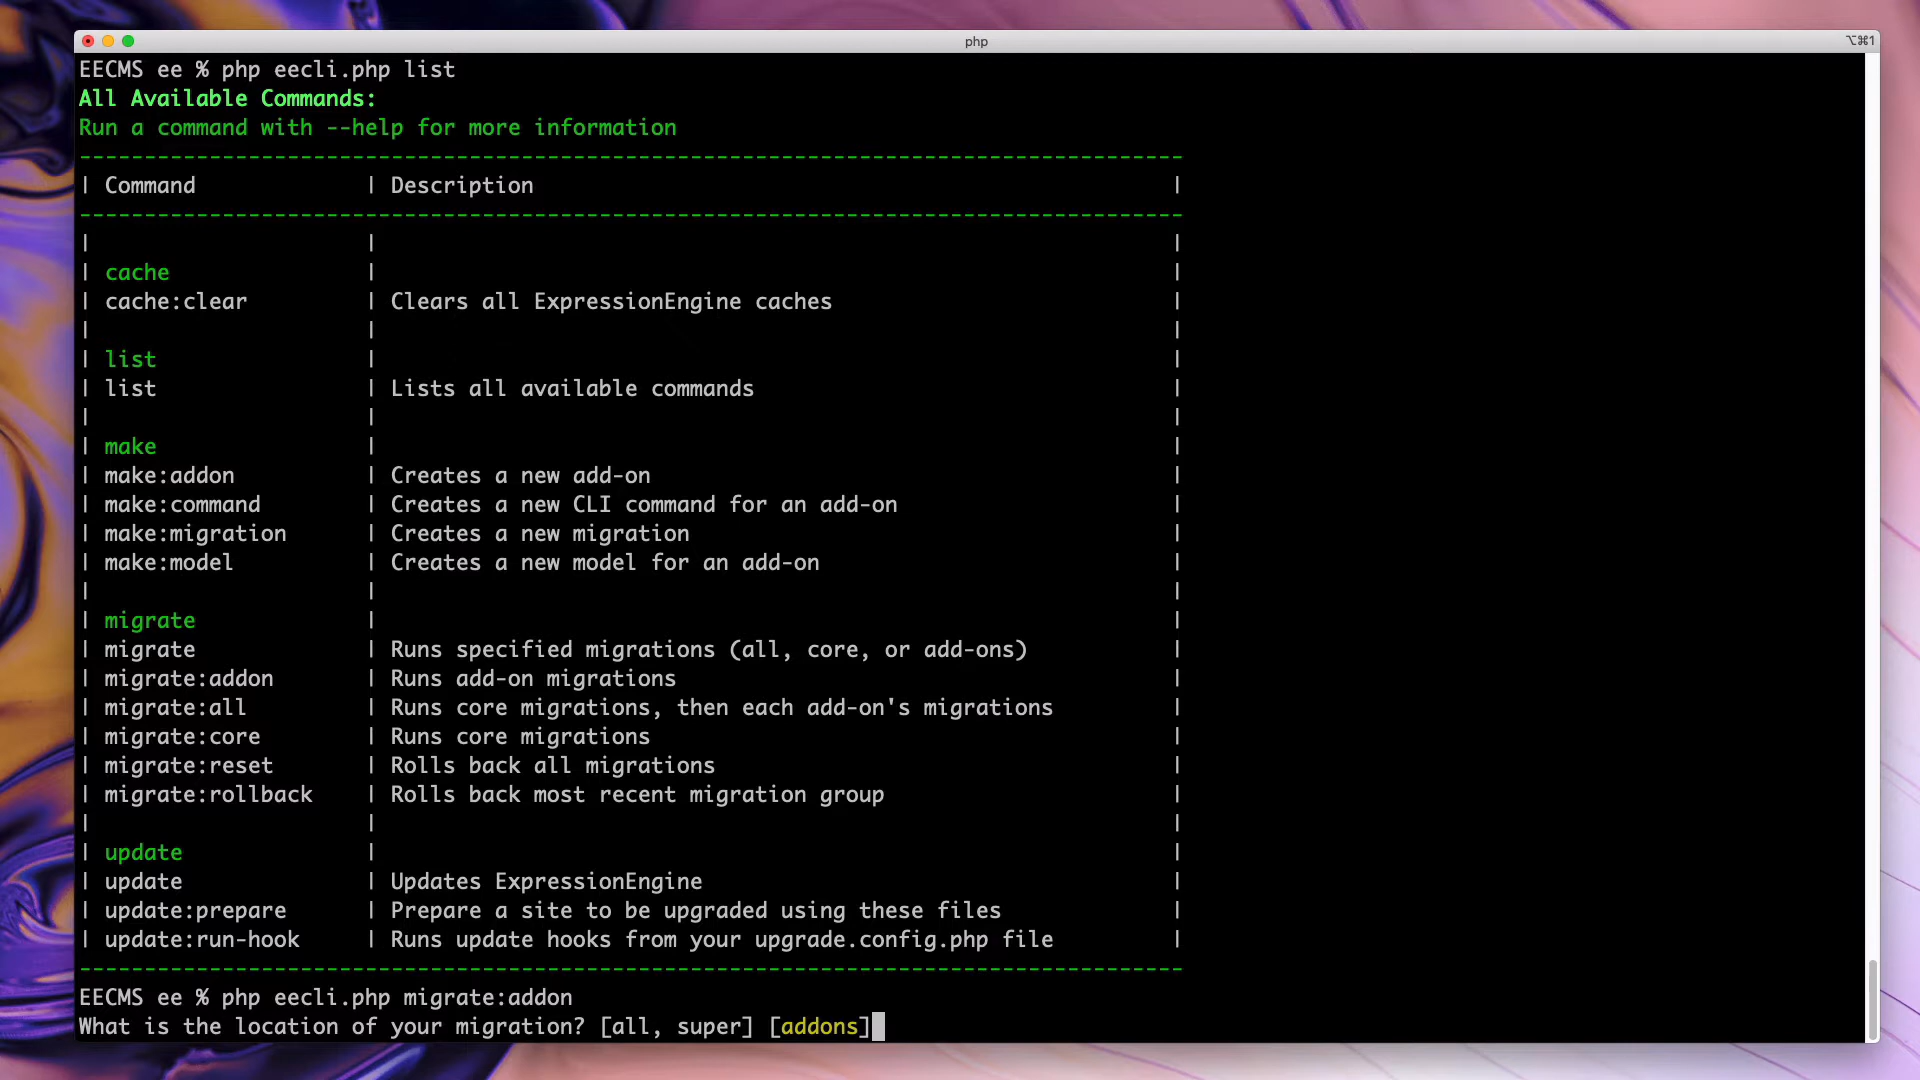 php
⌥⌘1
EECMS ee % php eecli.php list
All Available Commands:
Run a command with --help for more information
------------------------------------------------------------------------------------
| Command | Description |
------------------------------------------------------------------------------------
| | |
| cache | |
| cache:clear | Clears all ExpressionEngine caches |
| | |
| list | |
| list | Lists all available commands |
| | |
| make | |
| make:addon | Creates a new add-on |
| make:command | Creates a new CLI command for an add-on |
| make:migration | Creates a new migration |
| make:model | Creates a new model for an add-on |
| | |
| migrate | |
| migrate | Runs specified migrations (all, core, or add-ons) |
| migrate:addon | Runs add-on migrations |
| migrate:all | Runs core migrations, then each add-on's migrations |
| migrate:core | Runs core migrations |
| migrate:reset | Rolls back all migrations |
| migrate:rollback | Rolls back most recent migration group |
| | |
| update | |
| update | Updates ExpressionEngine |
| update:prepare | Prepare a site to be upgraded using these files |
| update:run-hook | Runs update hooks from your upgrade.config.php file |
------------------------------------------------------------------------------------
EECMS ee % php eecli.php migrate:addon
What is the location of your migration? [all, super] [addons]